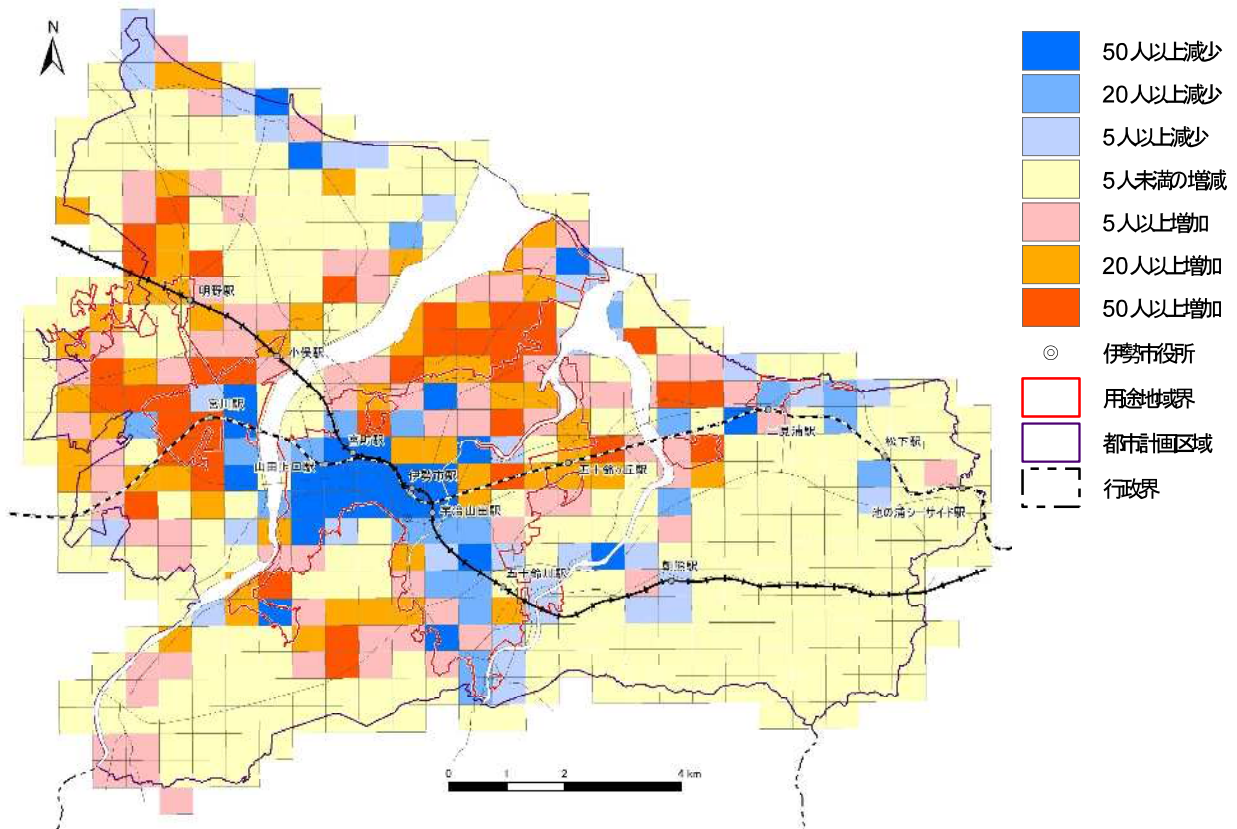 N
50人以上減少
20人以上減少
5人以上減少
5人未満の増減
5人以上増加
20人以上増加
50人以上増加
伊勢市役所
用途地域界
都市計画区域
行政界
明野駅
小俣駅
宮川駅
宮町駅
山田上口駅
伊勢市駅
宇治山田駅
五十鈴ヶ丘駅
二見浦駅
松下駅
池の浦シーサイド駅
五十鈴川駅
朝熊駅
0 1 2 4 km